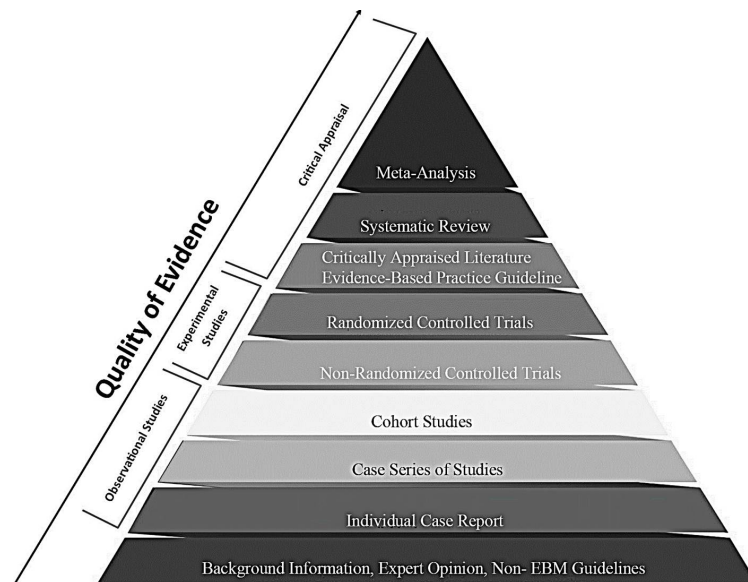 Quality of Evidence
Critical Appraisal
Experimental
Studies
Observational Studies
Meta-Analysis
Systematic Review
Critically Appraised Literature
Evidence-Based Practice Guideline
Randomized Controlled Trials
Non-Randomized Controlled Trials
Cohort Studies
Case Series of Studies
Individual Case Report
Background Information, Expert Opinion, Non- EBM Guidelines